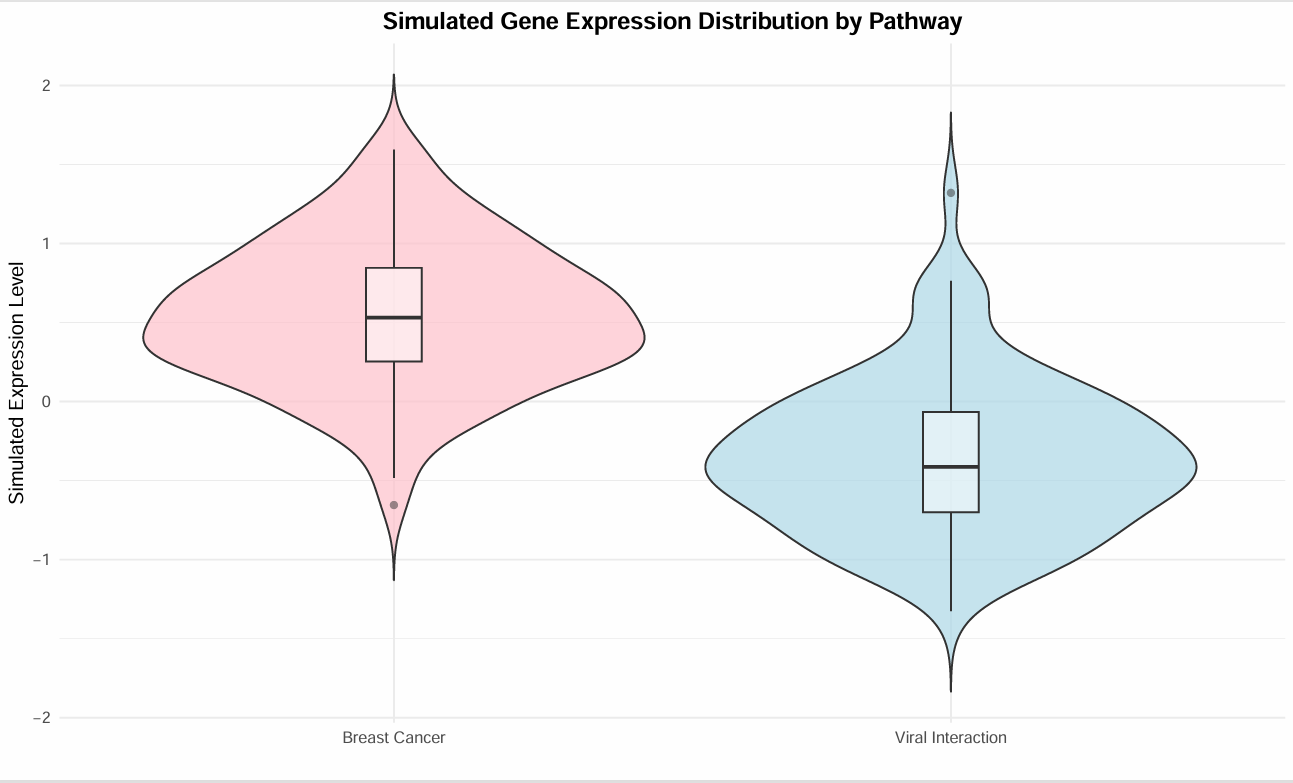 Simulated Gene Expression Distribution by Pathway
Simulated Expression Level
2
1
0
−1
−2
Breast Cancer
Viral Interaction